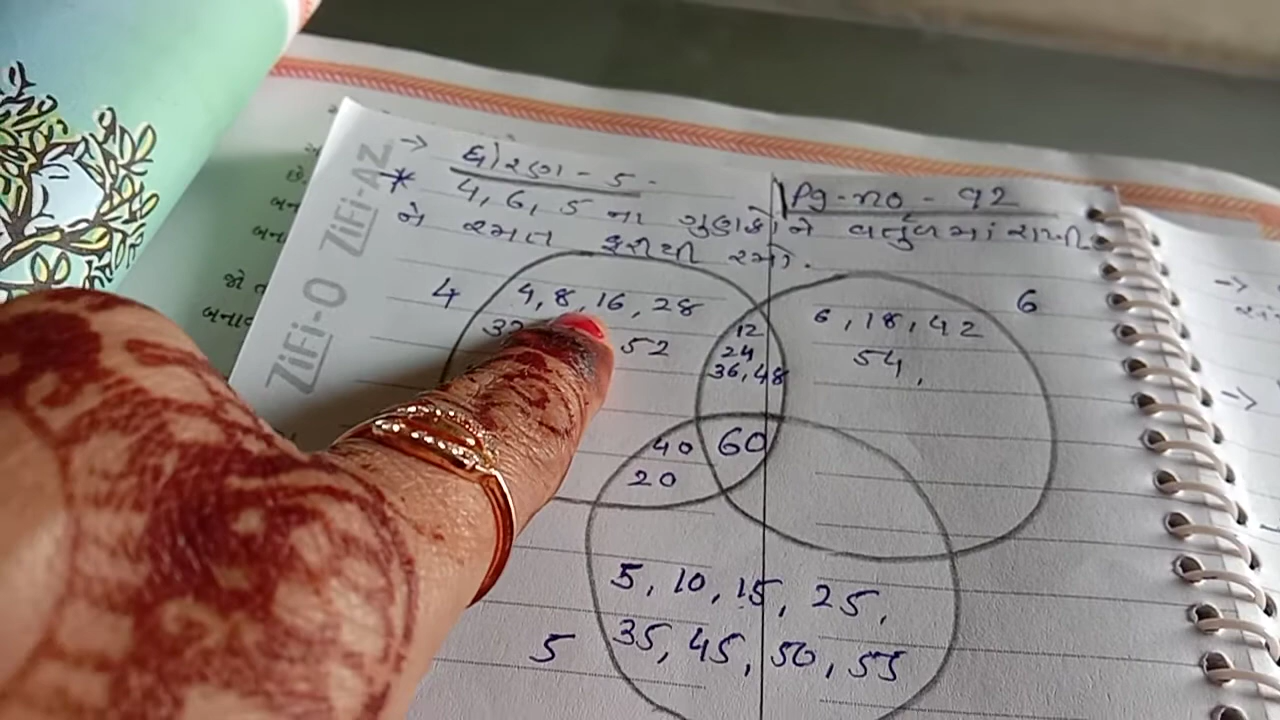 → ધોરણ - 5 -
Pg-no - 92
* 4, 6, 5 ના ગુણાકોને વર્તુળમાં રાખી
ને રમત ફરીથી રમો.
4
4, 8, 16, 28
52
12
24
36, 48
6, 18, 42
54,
6
40
20
60
5, 10, 15, 25,
35, 45, 50, 55
5
ZiFi-O ZiFi-AZ